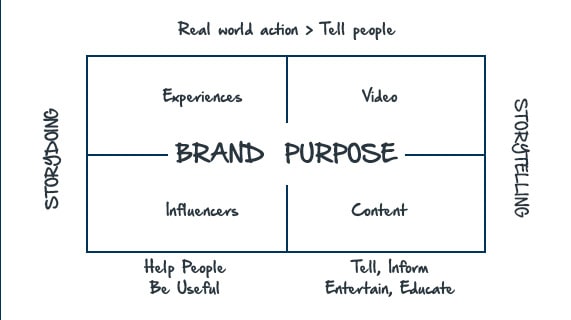 Real world action > Tell people
STORYDOING
Experiences
Video
STORYTELLING
BRAND PURPOSE
Influencers
Content
Help People
Be Useful
Tell, Inform
Entertain, Educate